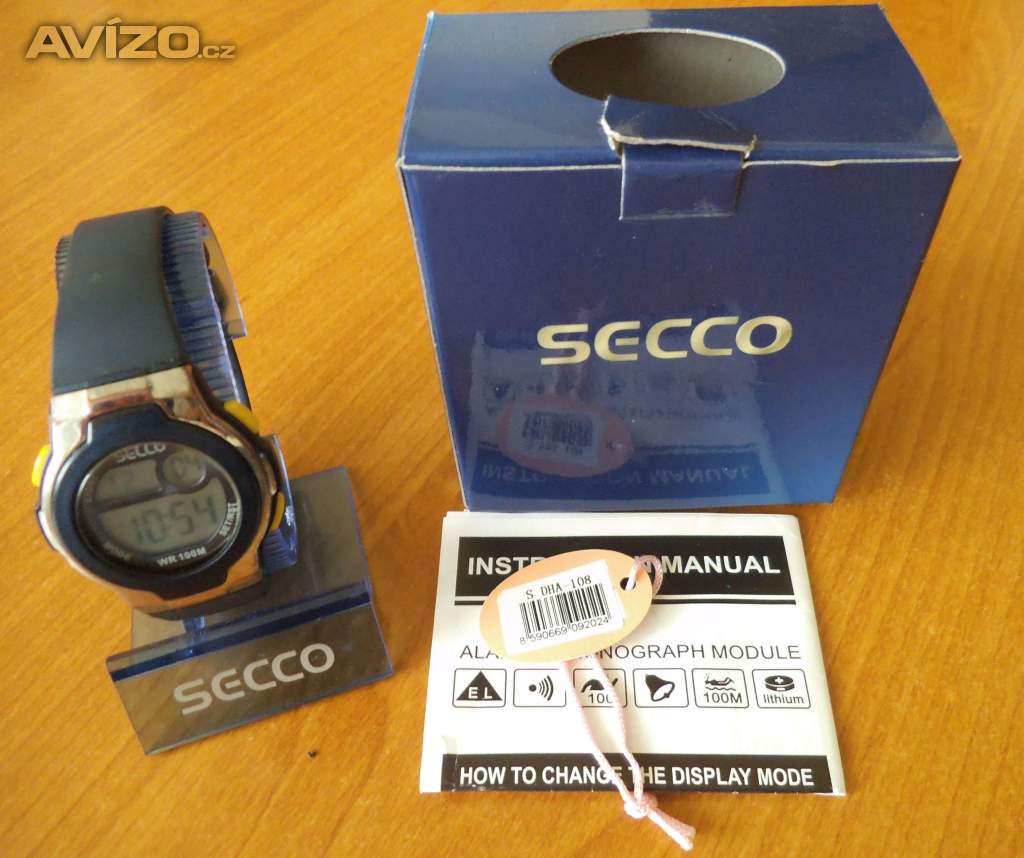 AVÍZO.cz
SECCO
SECCO
10:54
MODE
WR 100M
SECCO
INSTR N MANUAL
S DHA-108
8 590669 092024
ALA NOGRAPH MODULE
EL
100
100M
lithium
HOW TO CHANGE THE DISPLAY MODE